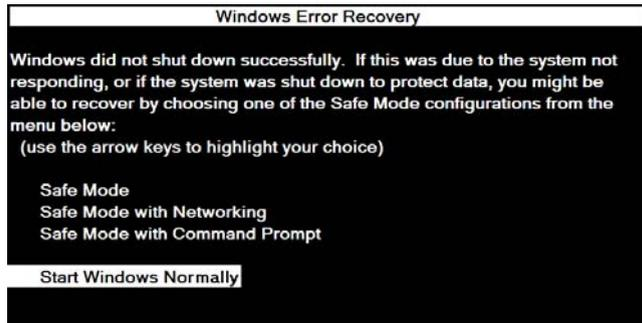 Windows Error Recovery
Windows did not shut down successfully. If this was due to the system not
responding, or if the system was shut down to protect data, you might be
able to recover by choosing one of the Safe Mode configurations from the
menu below:
(use the arrow keys to highlight your choice)
Safe Mode
Safe Mode with Networking
Safe Mode with Command Prompt
Start Windows Normally